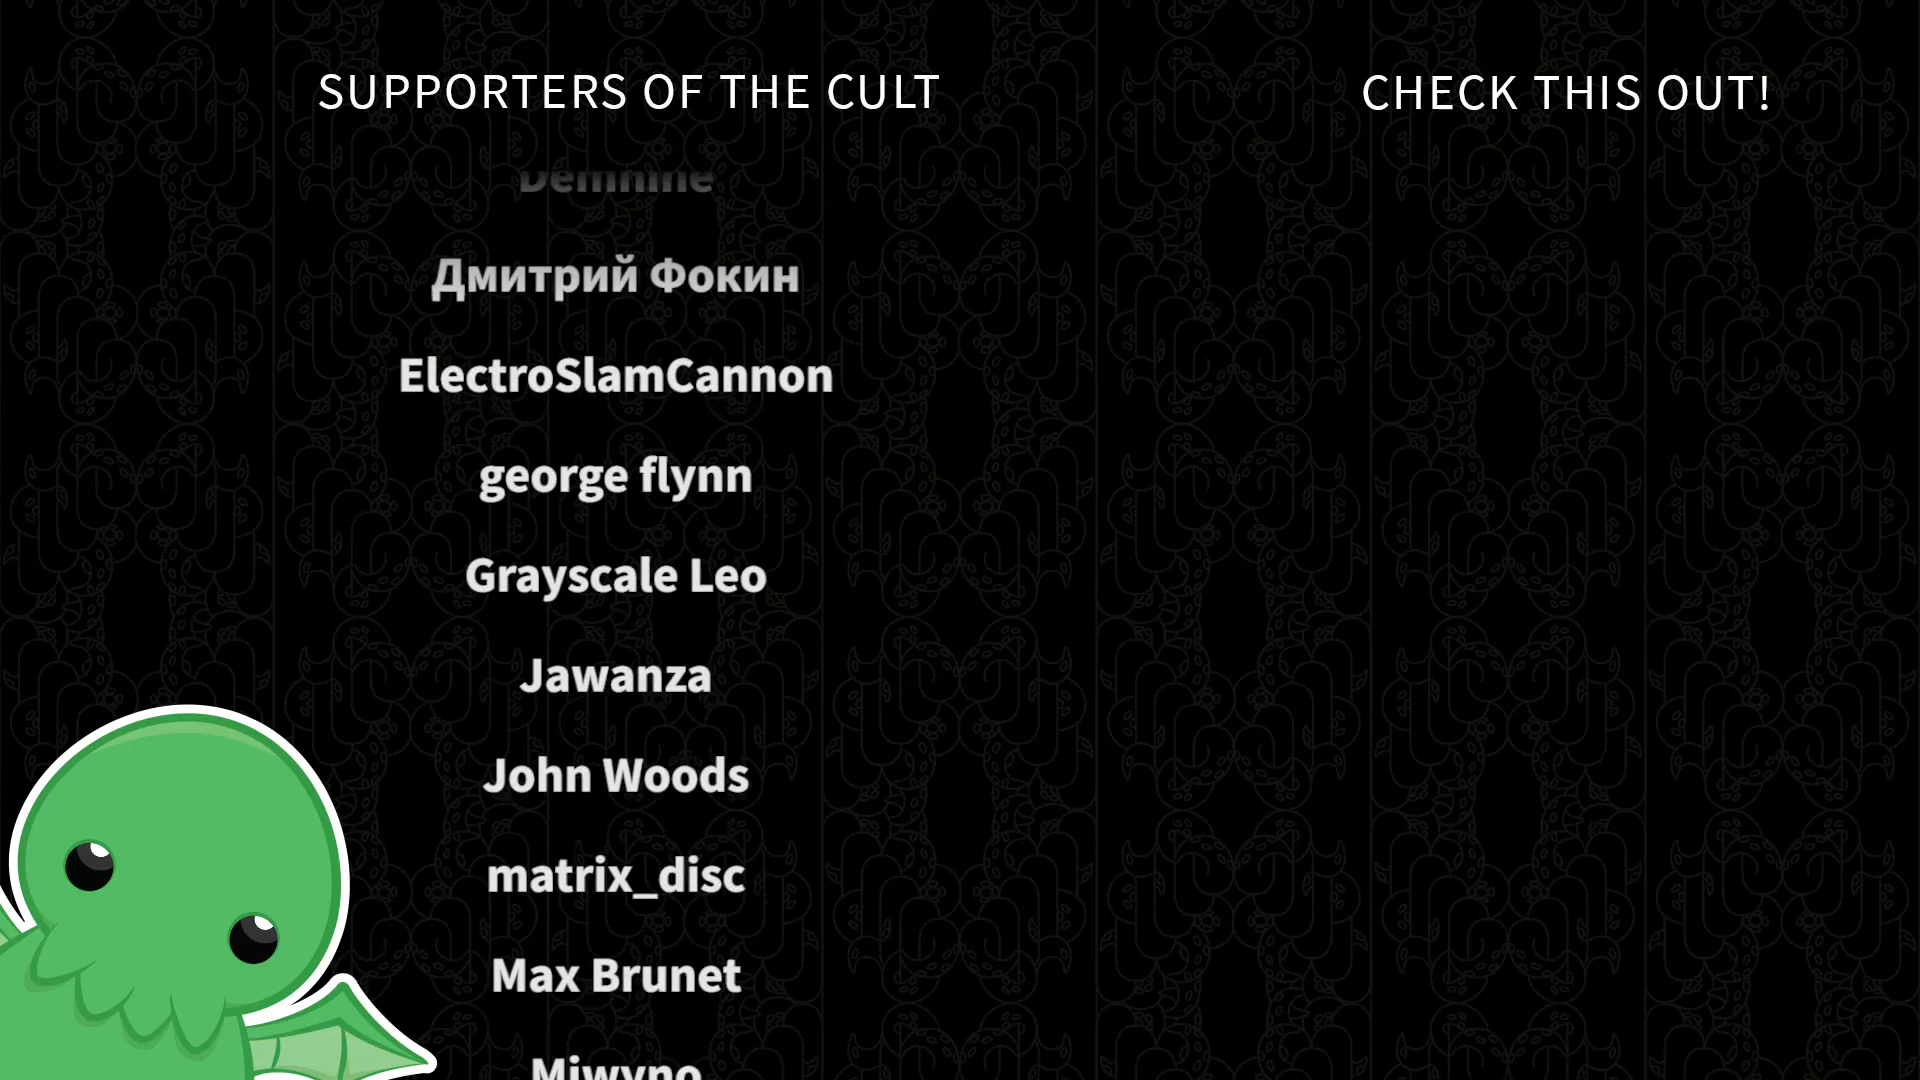 SUPPORTERS OF THE CULT
CHECK THIS OUT!
Дмитрий Фокин
ElectroSlamCannon
george flynn
Grayscale Leo
Jawanza
John Woods
matrix_disc
Max Brunet